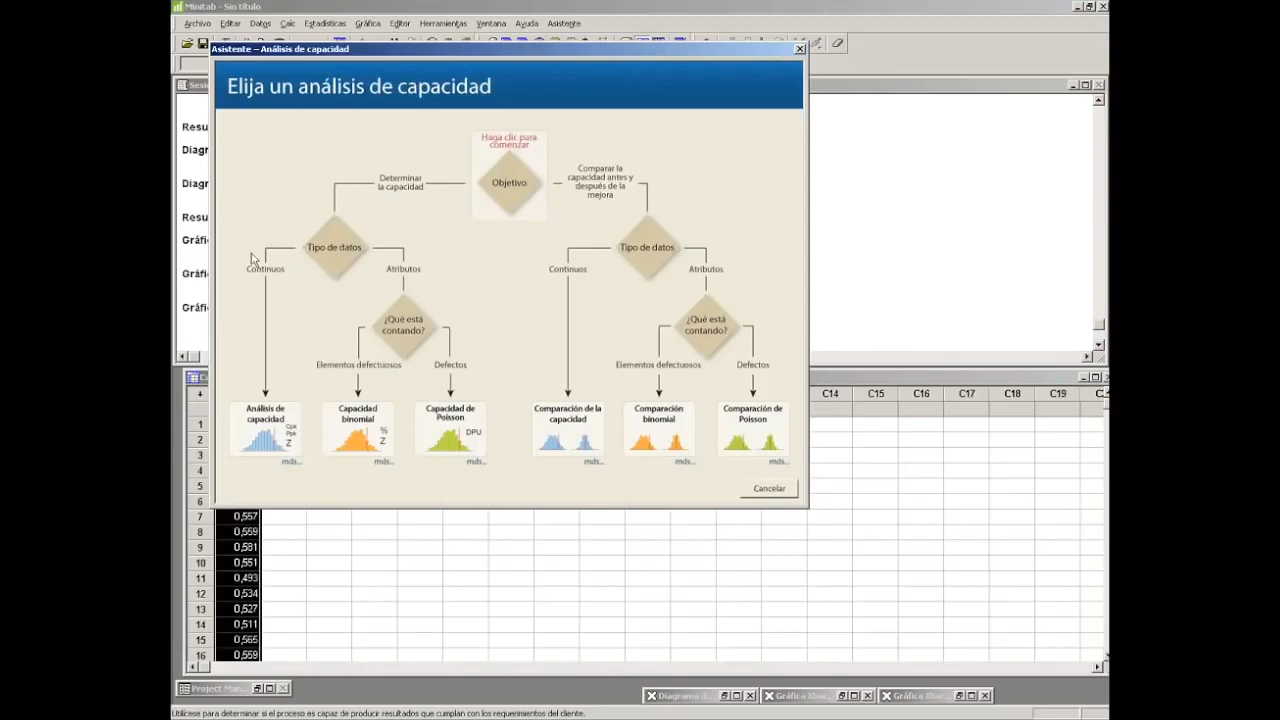 Minitab - Sin título
Archivo Editar Datos Calc Estadísticas Gráfica Editor Herramientas Ventana Ayuda Asistente
Asistente – Análisis de capacidad
Elija un análisis de capacidad
Haga clic para
comenzar
Objetivo
Determinar
la capacidad
Comparar la
capacidad antes y
después de la
mejora
Tipo de datos
Tipo de datos
Continuos
Atributos
Continuos
Atributos
¿Qué está
contando?
¿Qué está
contando?
Elementos defectuosos
Defectos
Elementos defectuosos
Defectos
Análisis de
capacidad
Cpk
Ppk
Z
Capacidad
binomial
%
Z
Capacidad de
Poisson
DPU
Comparación de la
capacidad
Comparación
binomial
Comparación de
Poisson
más...
más...
más...
más...
más...
más...
Cancelar
Sesi
Resu
Diagr
Diagr
Resu
Gráfi
Gráfi
Gráfi
C14 C15 C16 C17 C18 C19
1
2
3
4
5
6
7 0,557
8 0,559
9 0,581
10 0,551
11 0,493
12 0,534
13 0,527
14 0,511
15 0,565
16 0,559
Project Man...
Diagrama d...
Gráfica Xbar...
Gráfica Xbar...
Utilícese para determinar si el proceso es capaz de producir resultados que cumplan con los requerimientos del cliente.